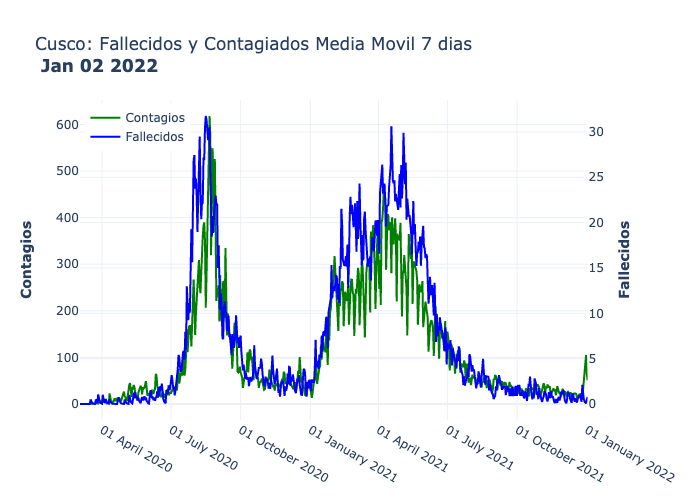 Cusco: Fallecidos y Contagiados Media Movil 7 dias
Jan 02 2022
Contagios
Fallecidos
600
500
400
300
200
100
0
30
25
20
15
10
5
0
Contagios
Fallecidos
01 April 2020
01 July 2020
01 October 2020
01 January 2021
01 April 2021
01 July 2021
01 October 2021
01 January 2022